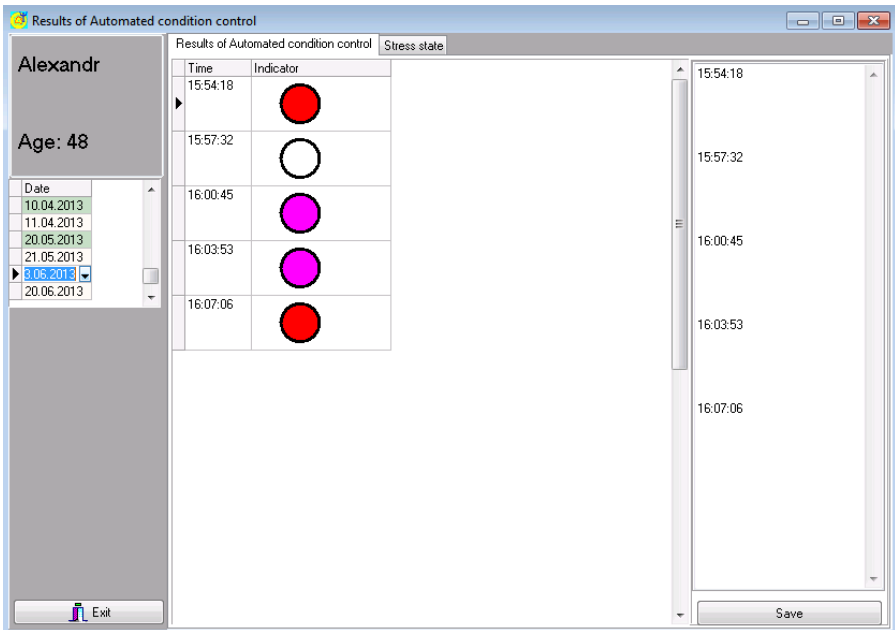 Results of Automated condition control
Results of Automated condition control Stress state
Alexandr
Age: 48
Date
10.04.2013
11.04.2013
20.05.2013
21.05.2013
3.06.2013
20.06.2013
Exit
Time Indicator
15:54:18
15:57:32
16:00:45
16:03:53
16:07:06
15:54:18
15:57:32
16:00:45
16:03:53
16:07:06
Save